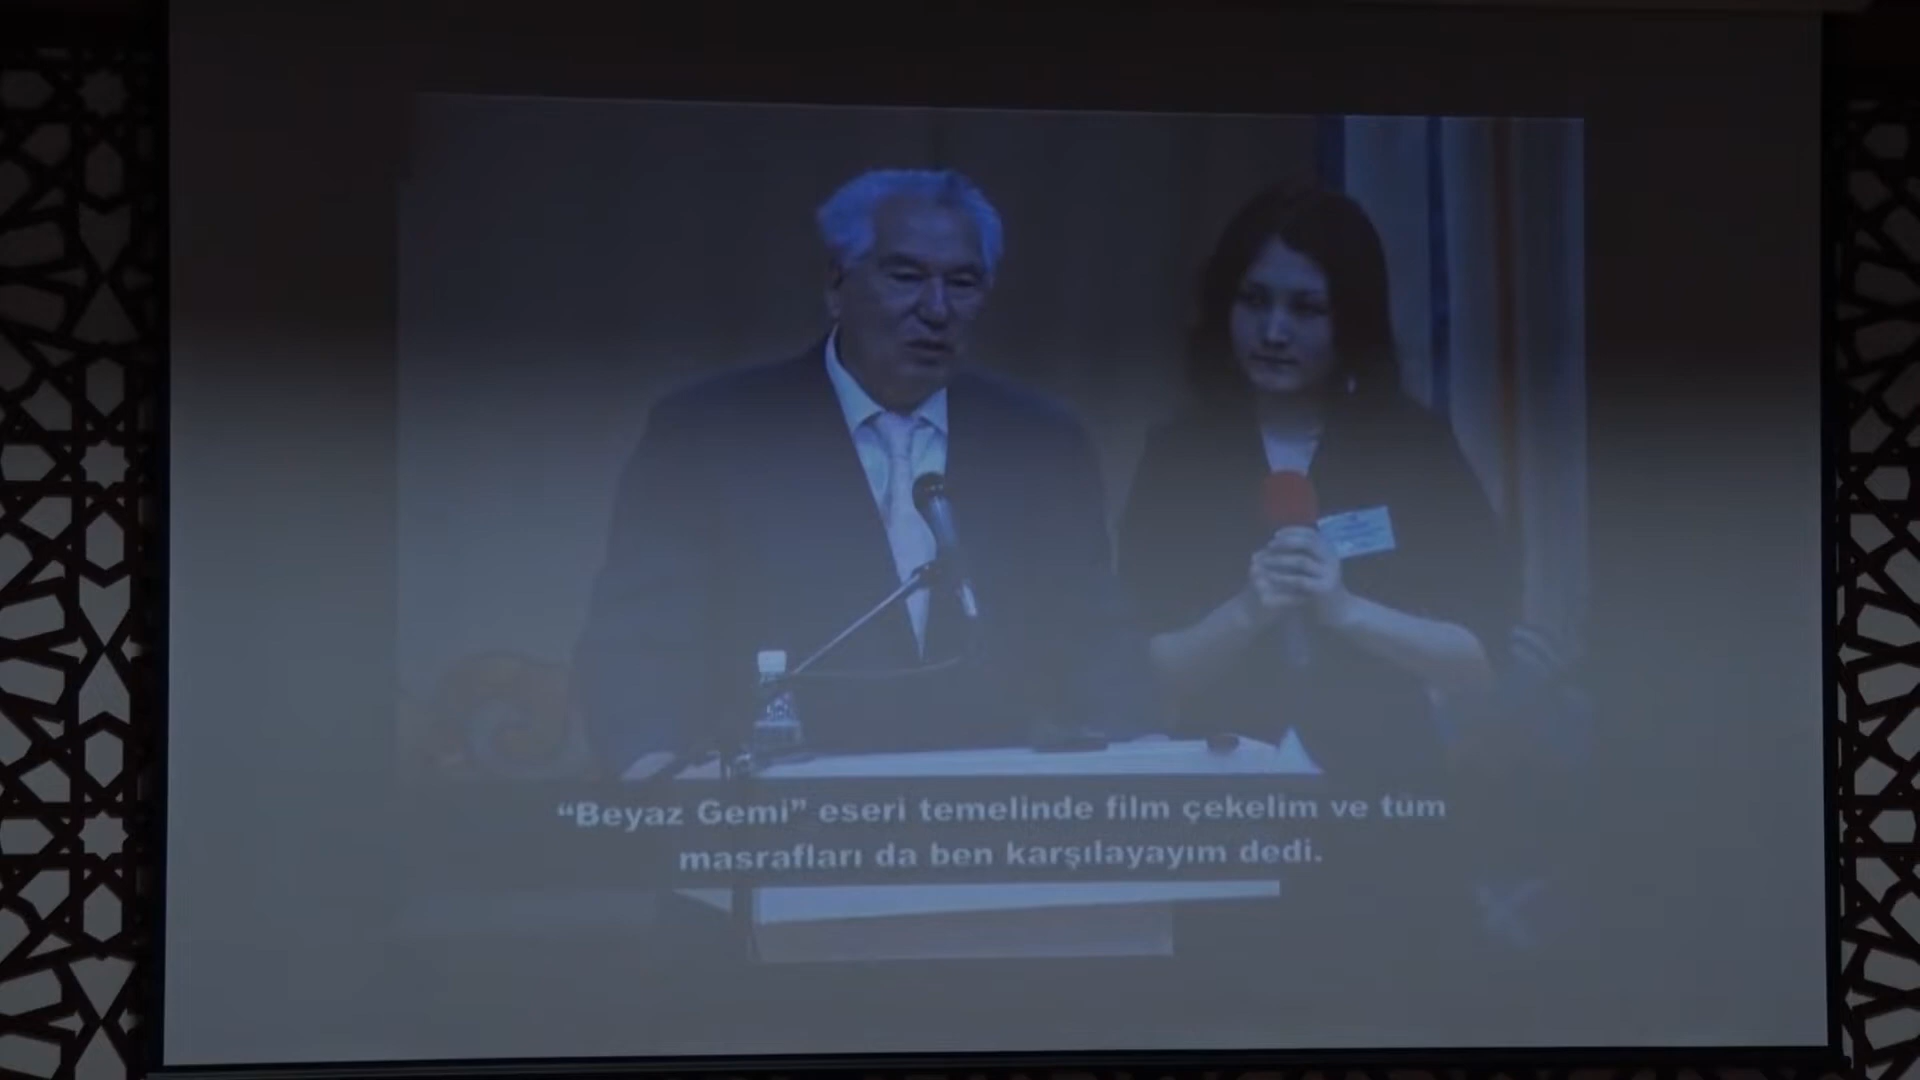 “Beyaz Gemi” eseri temelinde film çekelim ve tüm
masrafları da ben karşılayayım dedi.